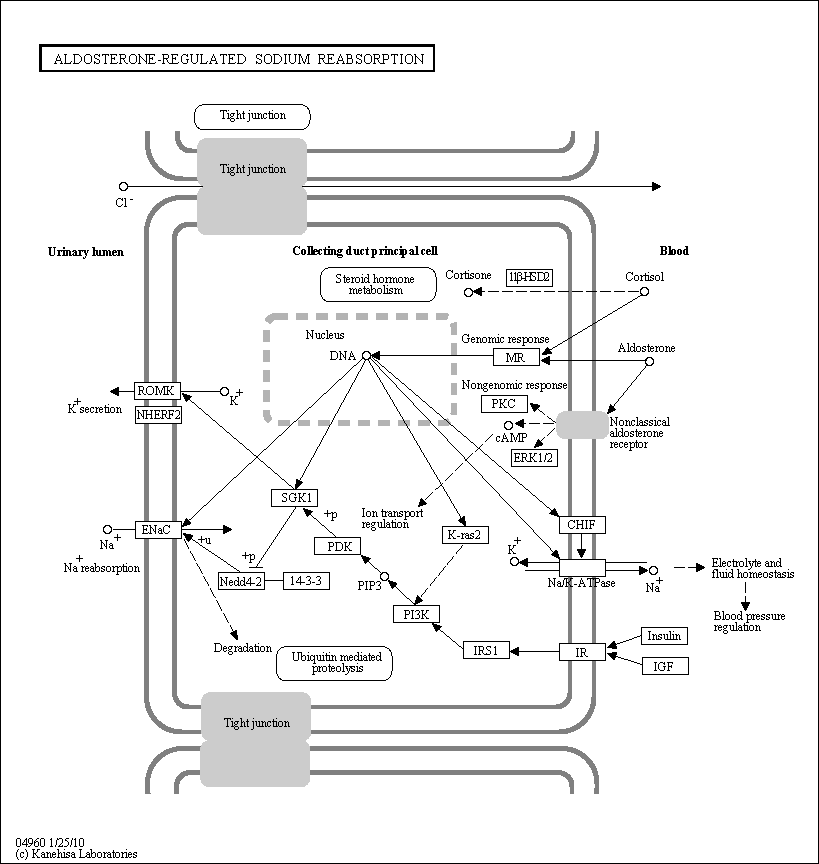 ALDOSTERONE-REGULATED SODIUM REABSORPTION
Tight junction
Tight junction
Cl -
Urinary lumen
Collecting duct principal cell
Blood
Steroid hormone
metabolism
Cortisone
11β-HSD2
Cortisol
Nucleus
DNA
Genomic response
MR
Aldosterone
ROMK
K+
K+ secretion
NHERF2
Nongenomic response
PKC
cAMP
ERK1/2
Nonclassical
aldosterone
receptor
SGK1
Ion transport
regulation
+p
ENaC
Na+
Na+ reabsorption
+u
+p
PDK
K-ras2
CHIF
K+
Nedd4-2
14-3-3
PIP3
Na/K-ATPase
Na+
Electrolyte and
fluid homeostasis
PI3K
Blood pressure
regulation
Degradation
Ubiquitin mediated
proteolysis
IRS1
IR
Insulin
IGF
Tight junction
04960 1/25/10
(c) Kanehisa Laboratories